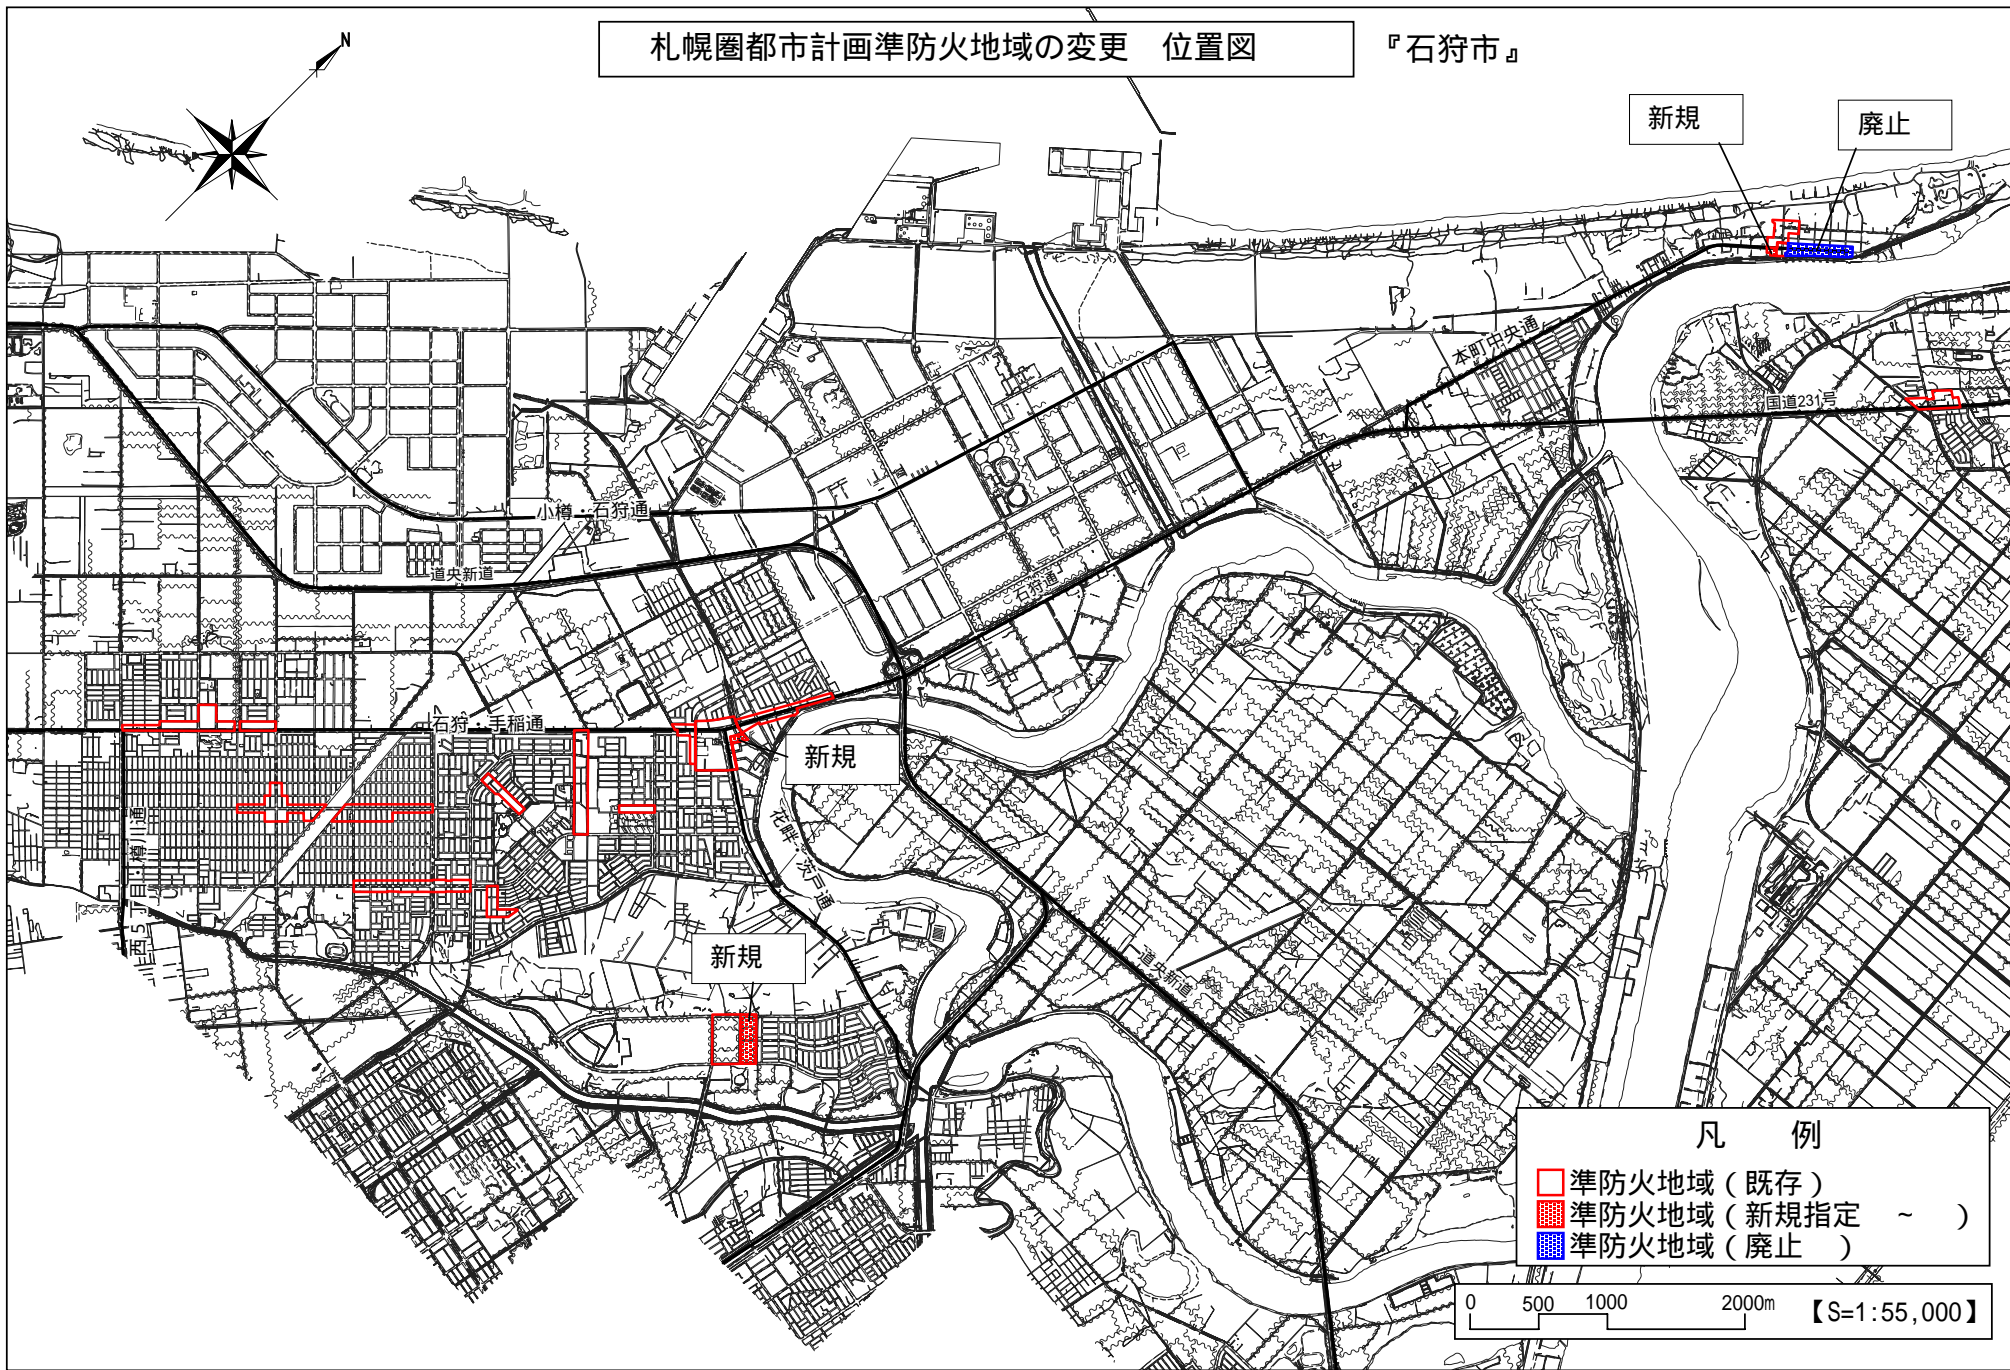 札幌圏都市計画準防火地域の変更　位置図
『石狩市』
N
新規
廃止
本町中央通
国道231号
小樽・石狩通
道央新道
石狩通
石狩・手稲通
新規
西5丁目・樽川通
花畔・茨戸通
新規
道央新道
凡　例
準防火地域（既存）
準防火地域（新規指定　～　）
準防火地域（廃止　）
0 500 1000 2000m
【S=1:55,000】